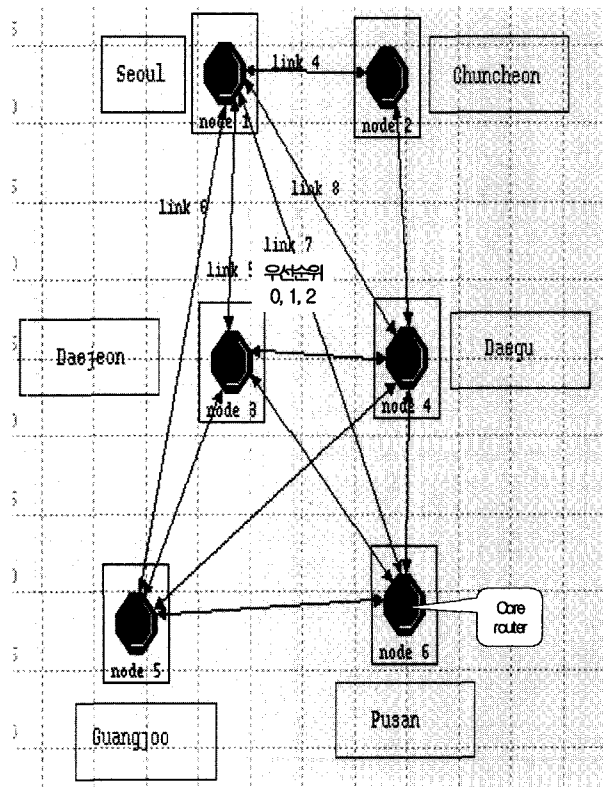 Seoul
link 4
Chuncheon
node 1
node 2
link 8
link 6
link 7
link 5
우선순위
0, 1, 2
Daejeon
Daegu
node 3
node 4
Core
router
node 5
node 6
Guangjoo
Pusan